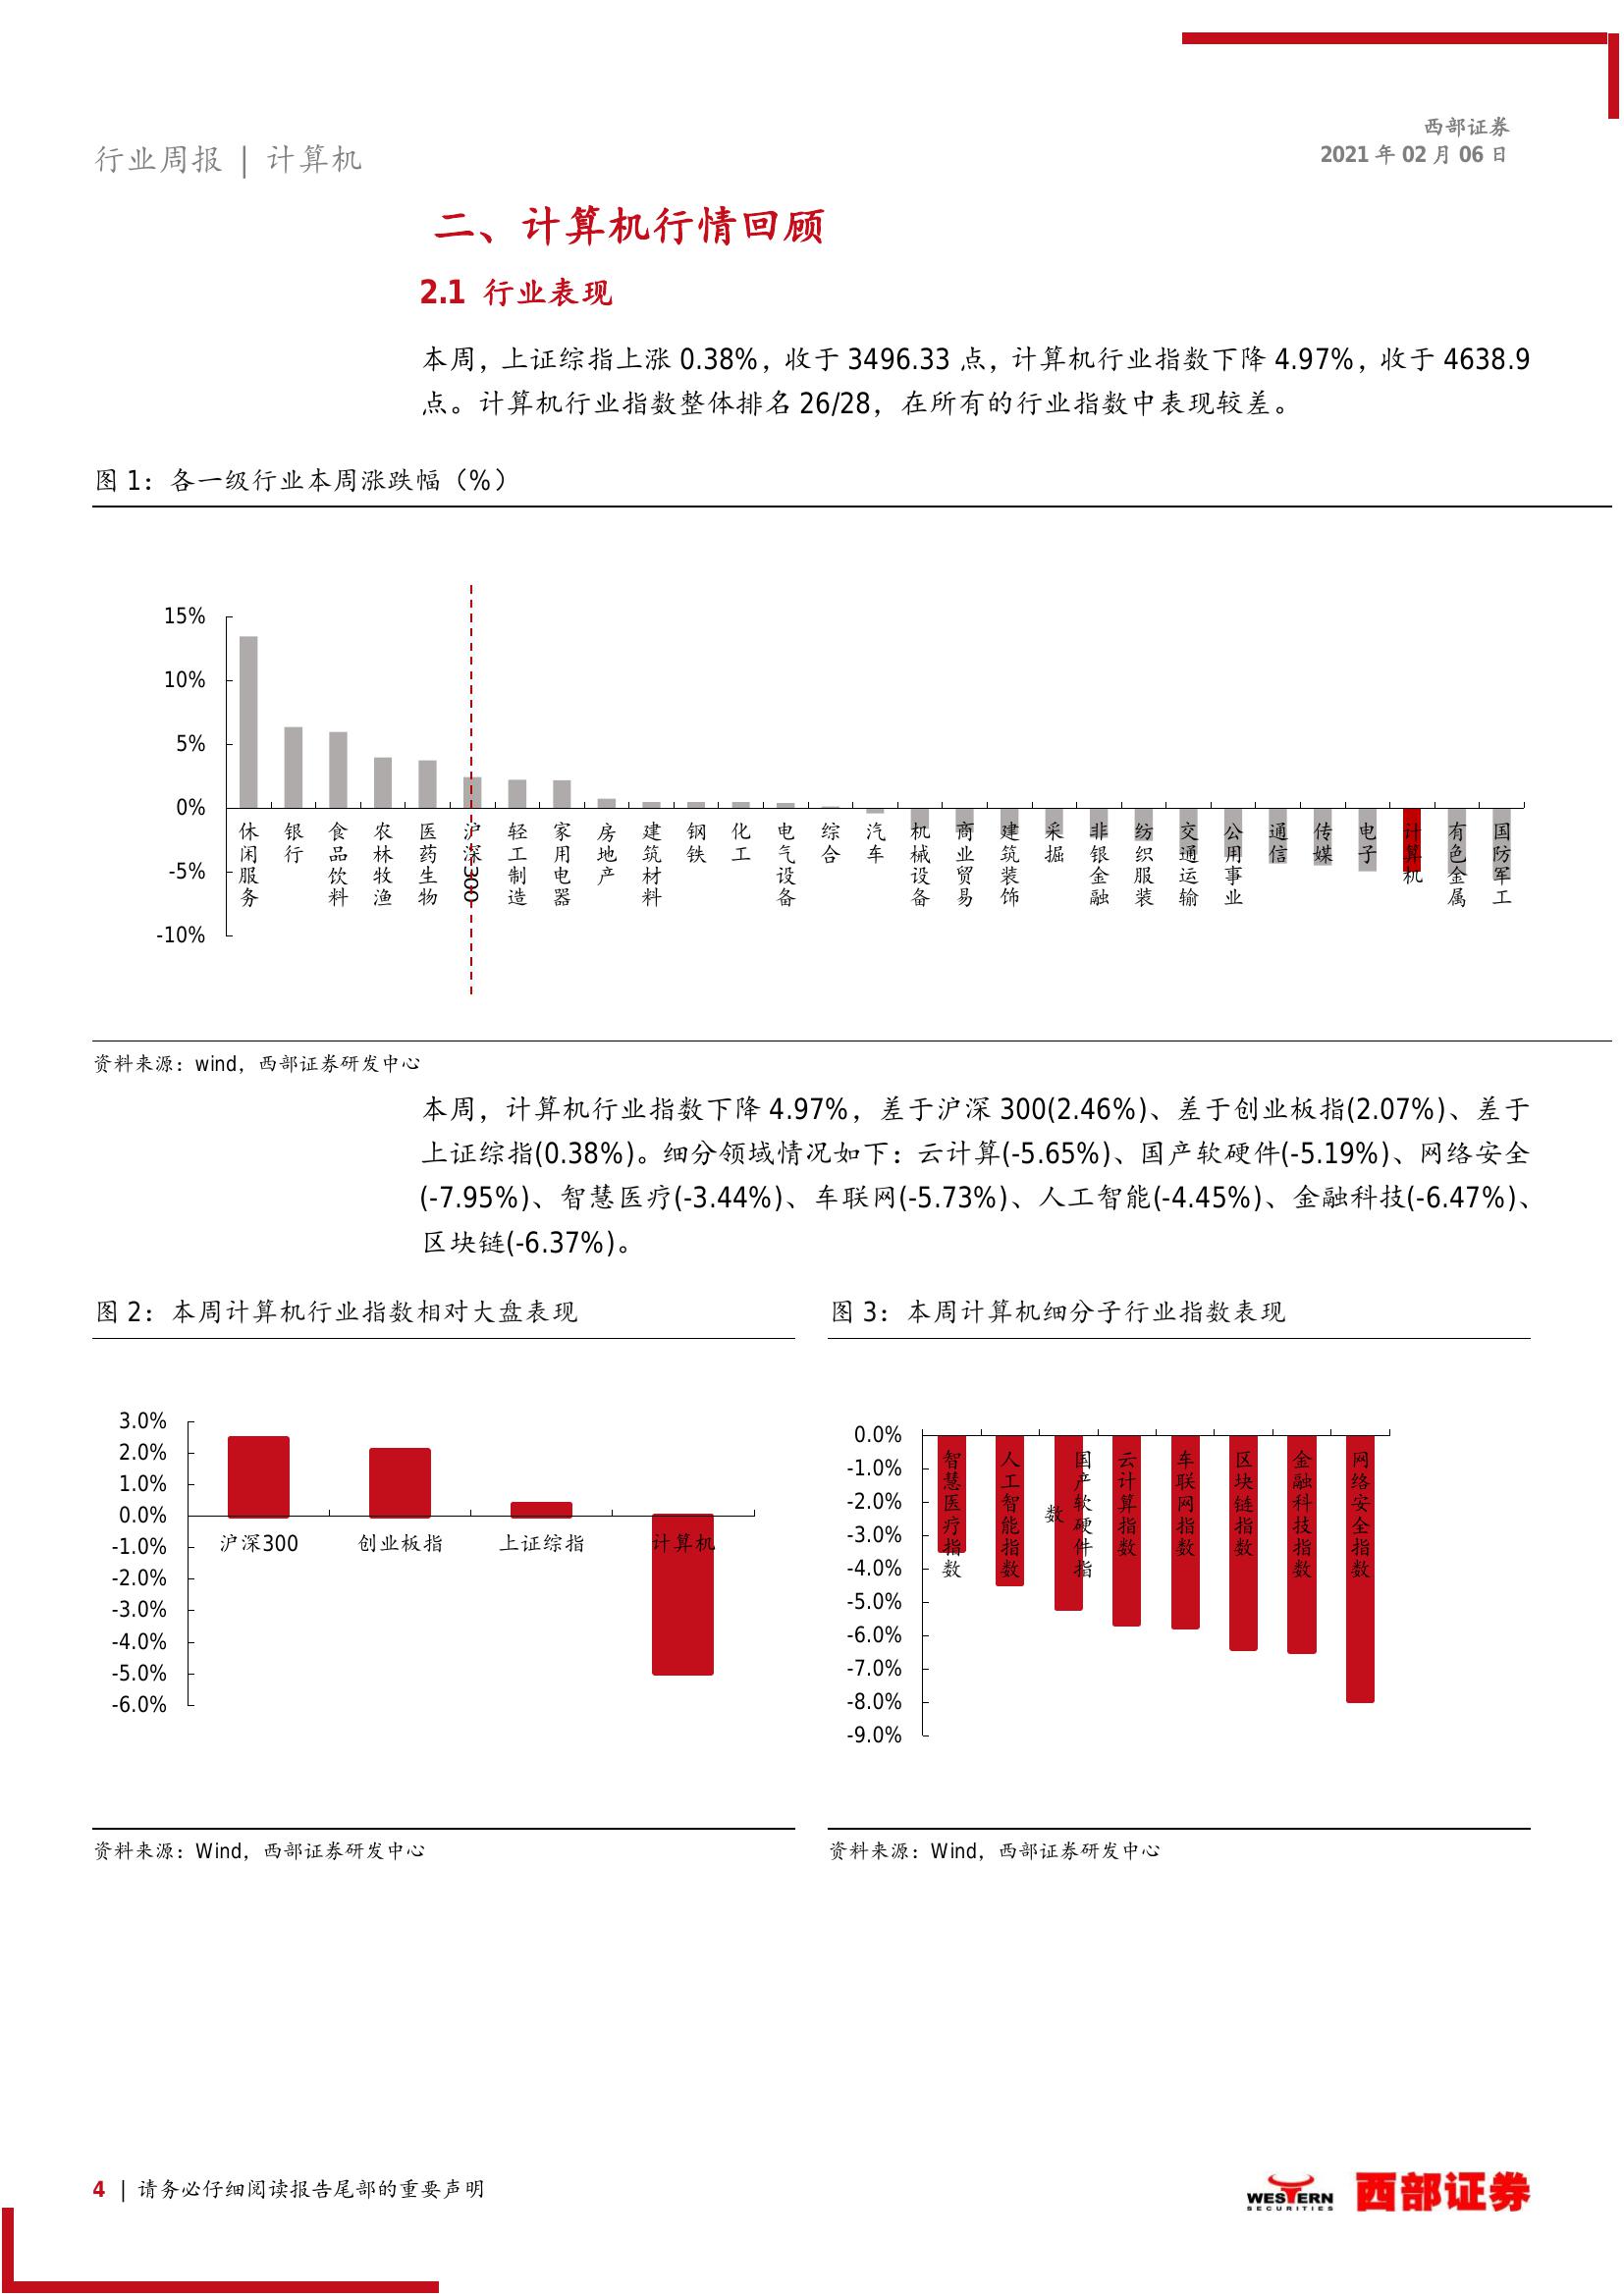 西部证券
2021 年 02 月 06 日
行业周报 | 计算机
二、计算机行情回顾
2.1 行业表现
本周，上证综指上涨 0.38%，收于 3496.33 点，计算机行业指数下降 4.97%，收于 4638.9
点。计算机行业指数整体排名 26/28，在所有的行业指数中表现较差。
图 1：各一级行业本周涨跌幅（%）
15%
10%
5%
0%
-5%
-10%
休闲服务
银行
食品饮料
农林牧渔
医药生物
沪深300
轻工制造
家用电器
房地产
建筑材料
钢铁
化工
电气设备
综合
汽车
机械设备
商业贸易
建筑装饰
采掘
非银金融
纺织服装
交通运输
公用事业
通信
传媒
电子
计算机
有色金属
国防军工
资料来源：wind，西部证券研发中心
本周，计算机行业指数下降 4.97%，差于沪深 300(2.46%)、差于创业板指(2.07%)、差于
上证综指(0.38%)。细分领域情况如下：云计算(-5.65%)、国产软硬件(-5.19%)、网络安全
(-7.95%)、智慧医疗(-3.44%)、车联网(-5.73%)、人工智能(-4.45%)、金融科技(-6.47%)、
区块链(-6.37%)。
图 2：本周计算机行业指数相对大盘表现
3.0%
2.0%
1.0%
0.0%
-1.0%
-2.0%
-3.0%
-4.0%
-5.0%
-6.0%
沪深300
创业板指
上证综指
计算机
资料来源：Wind，西部证券研发中心
图 3：本周计算机细分子行业指数表现
0.0%
-1.0%
-2.0%
-3.0%
-4.0%
-5.0%
-6.0%
-7.0%
-8.0%
-9.0%
智慧医疗指数
人工智能指数
国产软硬件指
数
云计算指数
车联网指数
区块链指数
金融科技指数
网络安全指数
资料来源：Wind，西部证券研发中心
4 | 请务必仔细阅读报告尾部的重要声明
WESTERN
SECURITIES
西部证券